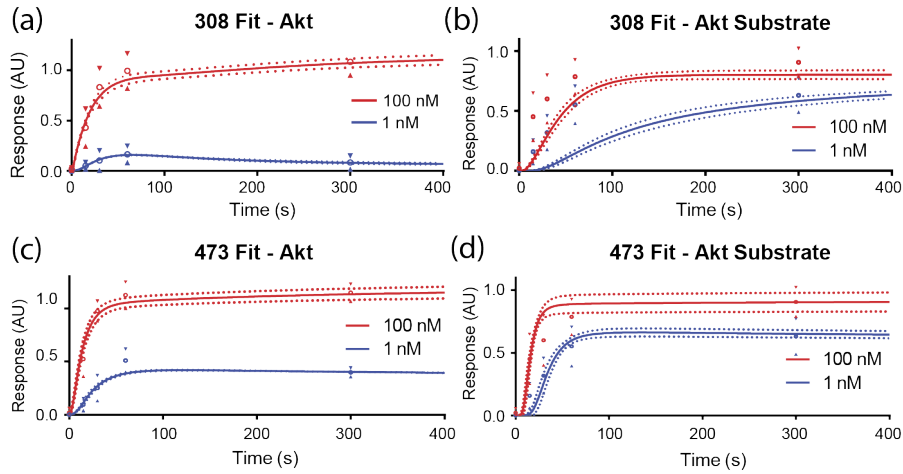 (a) 308 Fit - Akt
Response (AU)
1.0
0.5
0
100 nM
1 nM
0 100 200 300 400
Time (s)
(b) 308 Fit - Akt Substrate
Response (AU)
1.0
0.5
0.0
100 nM
1 nM
0 100 200 300 400
Time (s)
(c) 473 Fit - Akt
Response (AU)
1.0
0.5
0.0
100 nM
1 nM
0 100 200 300 400
Time (s)
(d) 473 Fit - Akt Substrate
Response (AU)
1.0
0.5
0.0
100 nM
1 nM
0 100 200 300 400
Time (s)